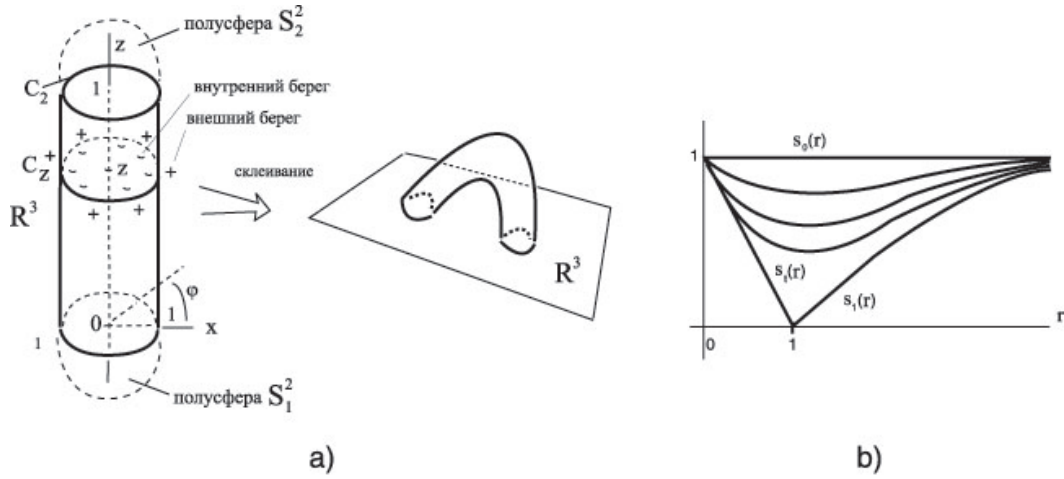 полусфера S₂²
z
C₂
1
внутренний берег
внешний берег
+ +
C_z⁺
z
+
+ +
R³
склеивание
R³
φ
0
1
x
1
полусфера S₁²
a)
1
s₀(r)
sₜ(r)
s₁(r)
r
0
1
b)